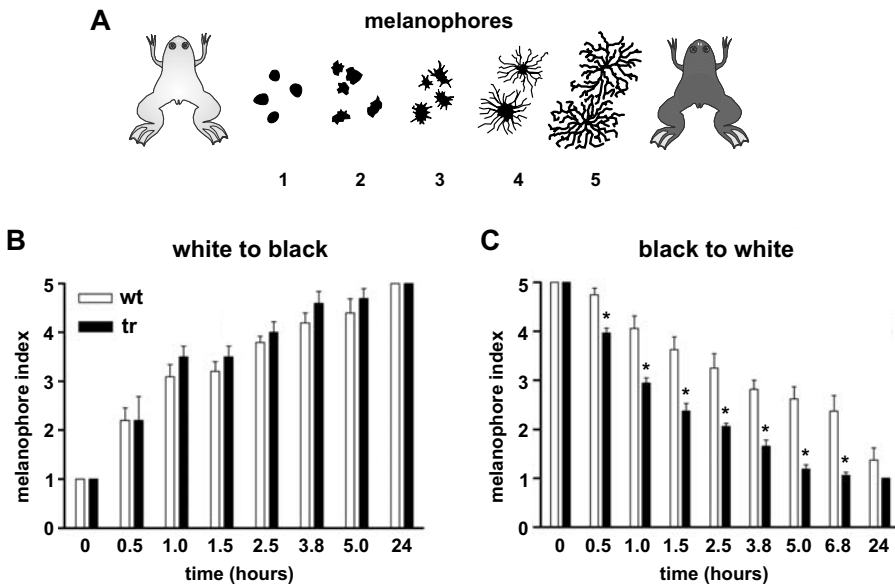 A
melanophores
1 2 3 4 5
B
white to black
5
4
3
2
1
0
melanophore index
wt
tr
0 0.5 1.0 1.5 2.5 3.8 5.0 24
time (hours)
C
black to white
5
4
3
2
1
0
melanophore index
* * * * * * *
0 0.5 1.0 1.5 2.5 3.8 5.0 6.8 24
time (hours)